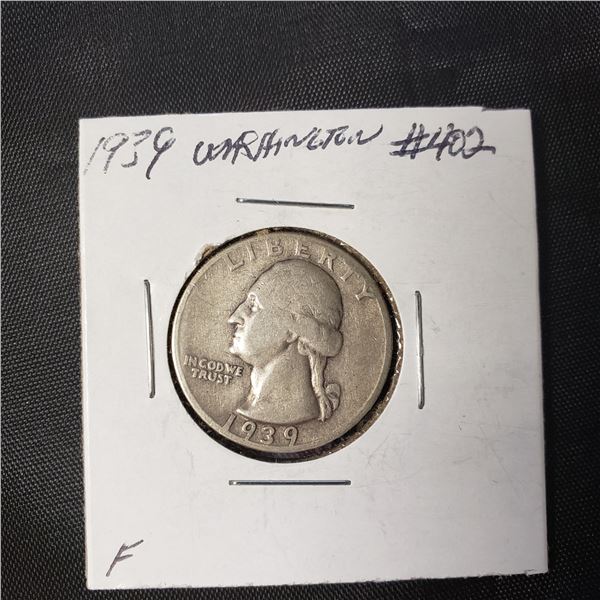 1939 WASHINGTON #402
LIBERTY
IN GOD WE
TRUST
1939
F